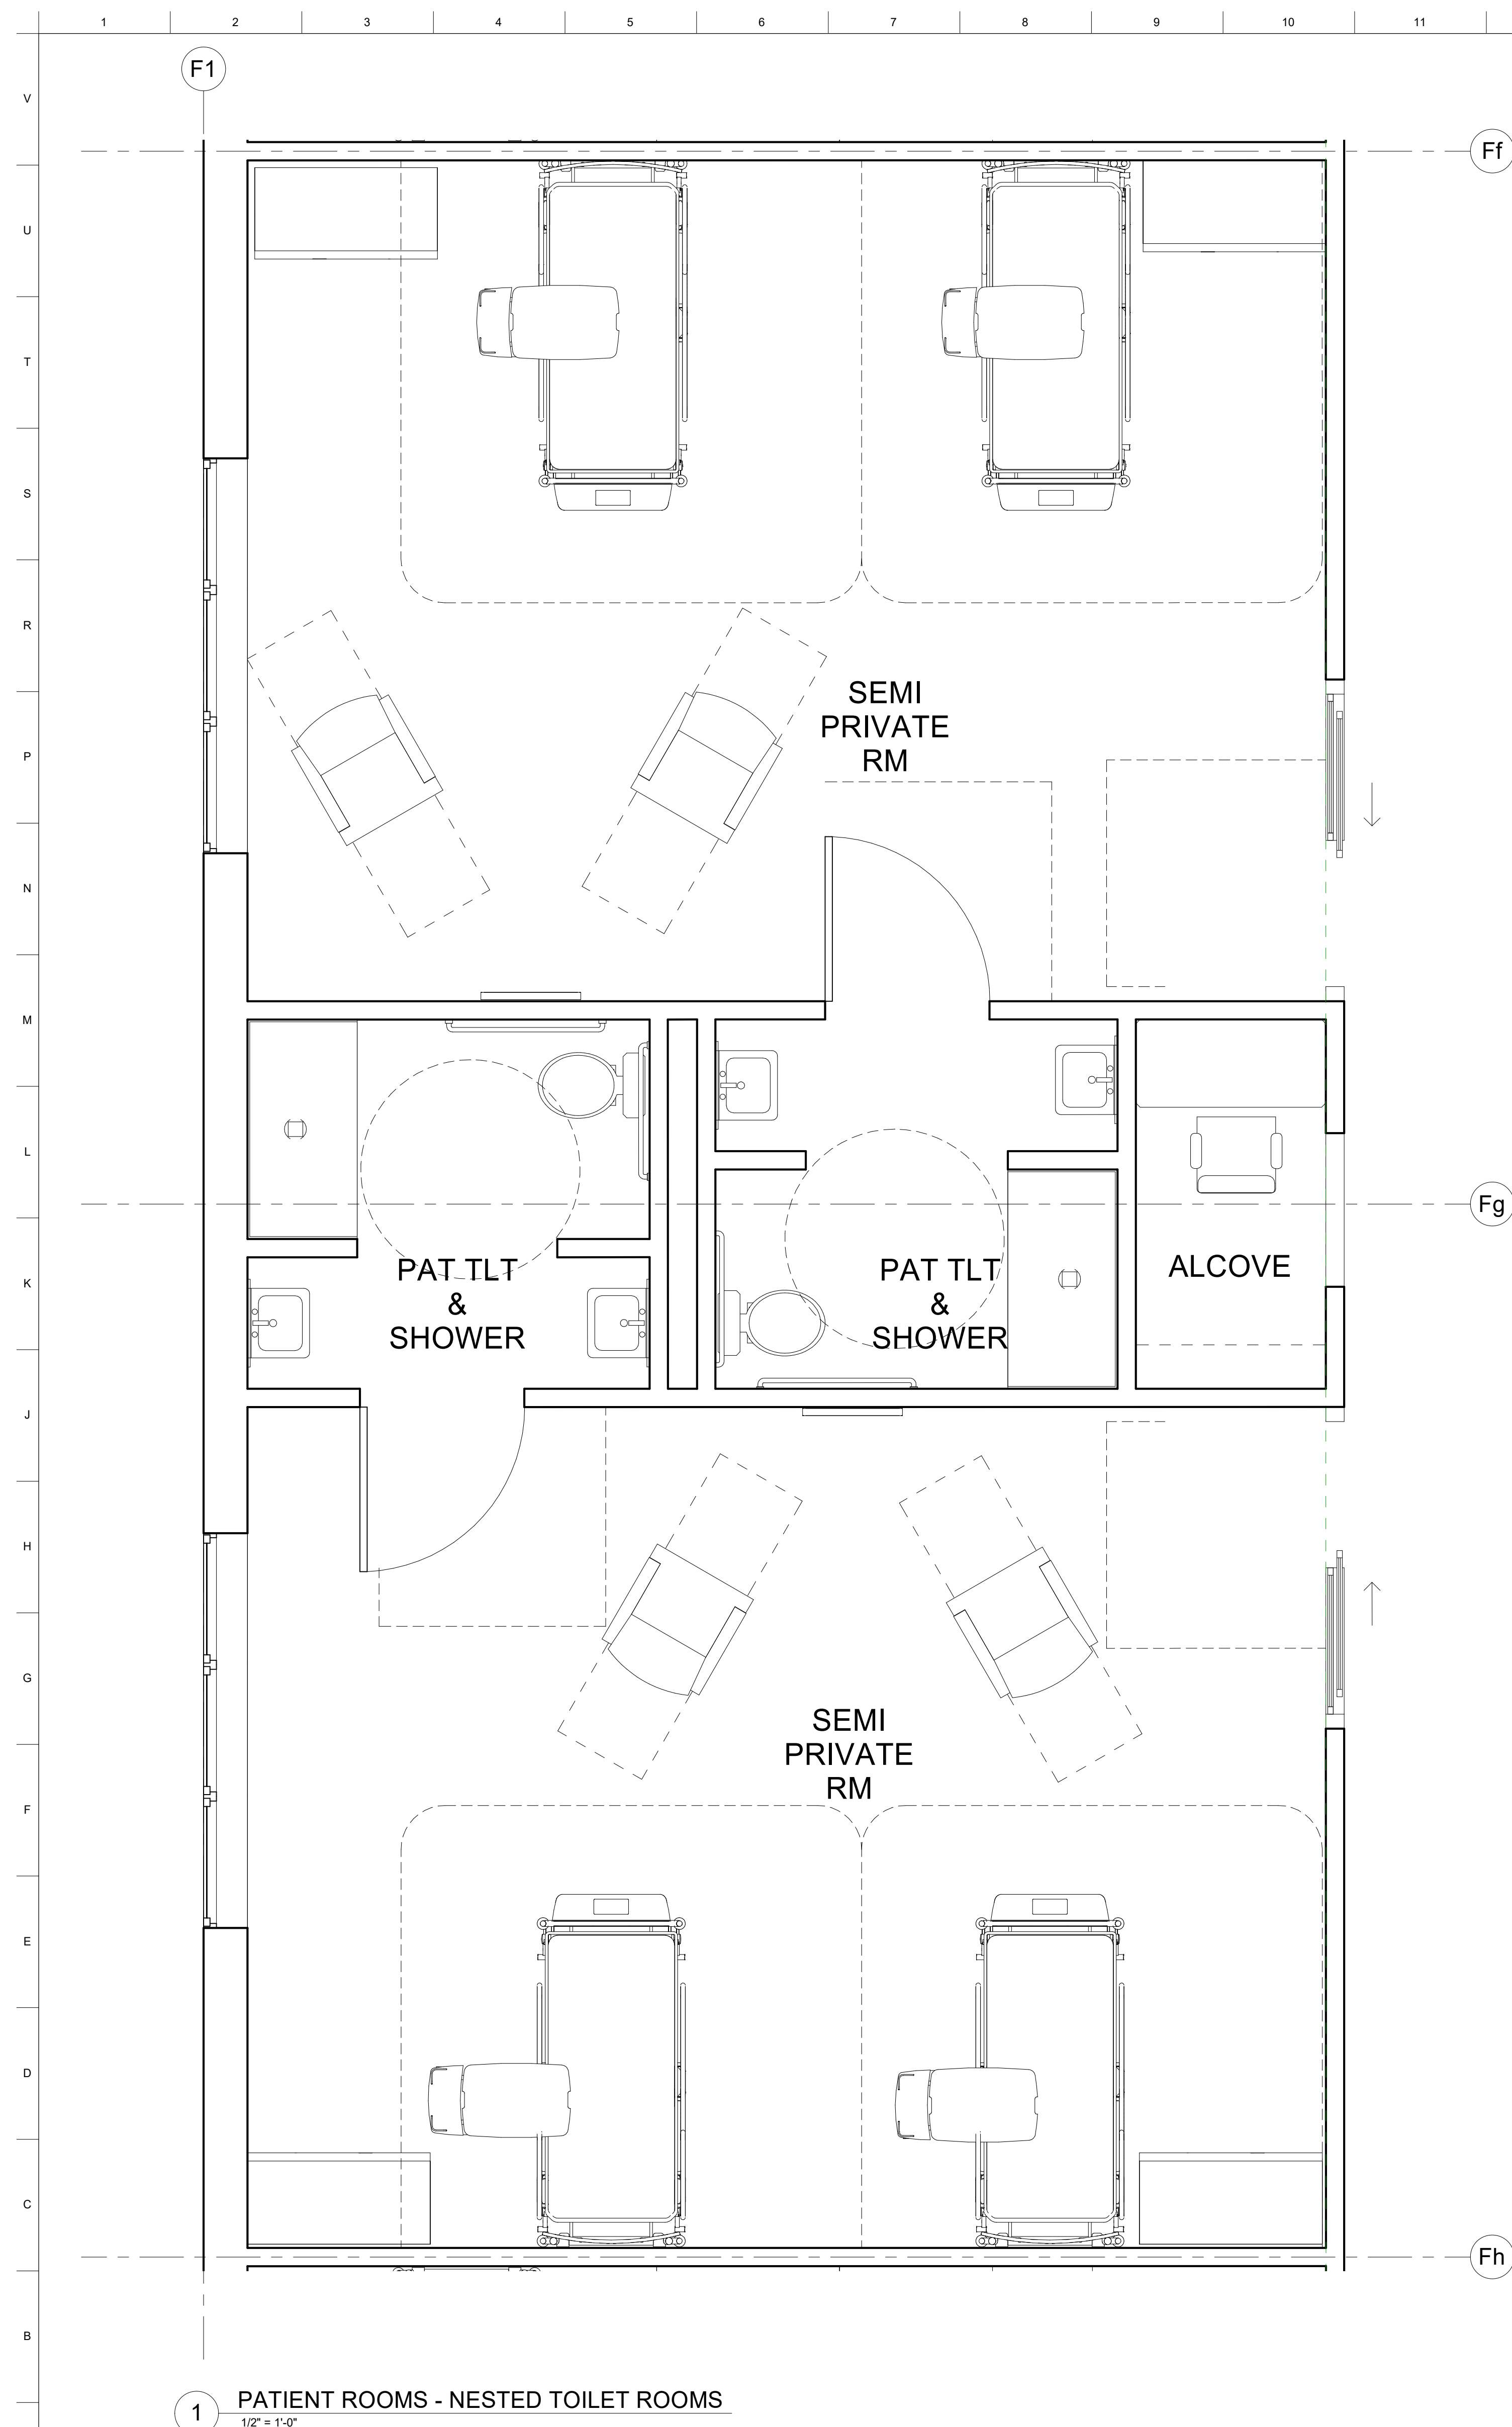 1 2 3 4 5 6 7 8 9 10 11
F1
V
Ff
U
T
S
R
SEMI
PRIVATE
RM
P
N
M
L
Fg
PAT TLT
&
SHOWER
PAT TLT
&
SHOWER
ALCOVE
K
J
H
G
SEMI
PRIVATE
RM
F
E
D
C
Fh
B
1 PATIENT ROOMS - NESTED TOILET ROOMS
1/2" = 1'-0"